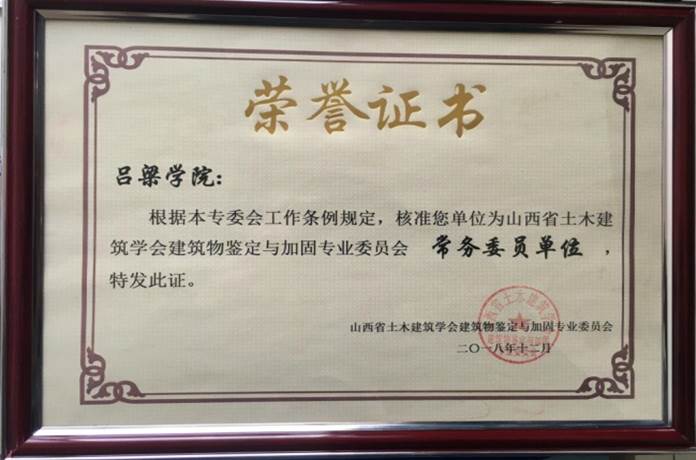 荣誉证书
吕梁学院：
根据本专委会工作条例规定，核准您单位为山西省土木建
筑学会建筑物鉴定与加固专业委员会 常务委员单位 ，
特发此证。
山西省土木建筑学会建筑物鉴定与加固专业委员会
二〇一八年十二月